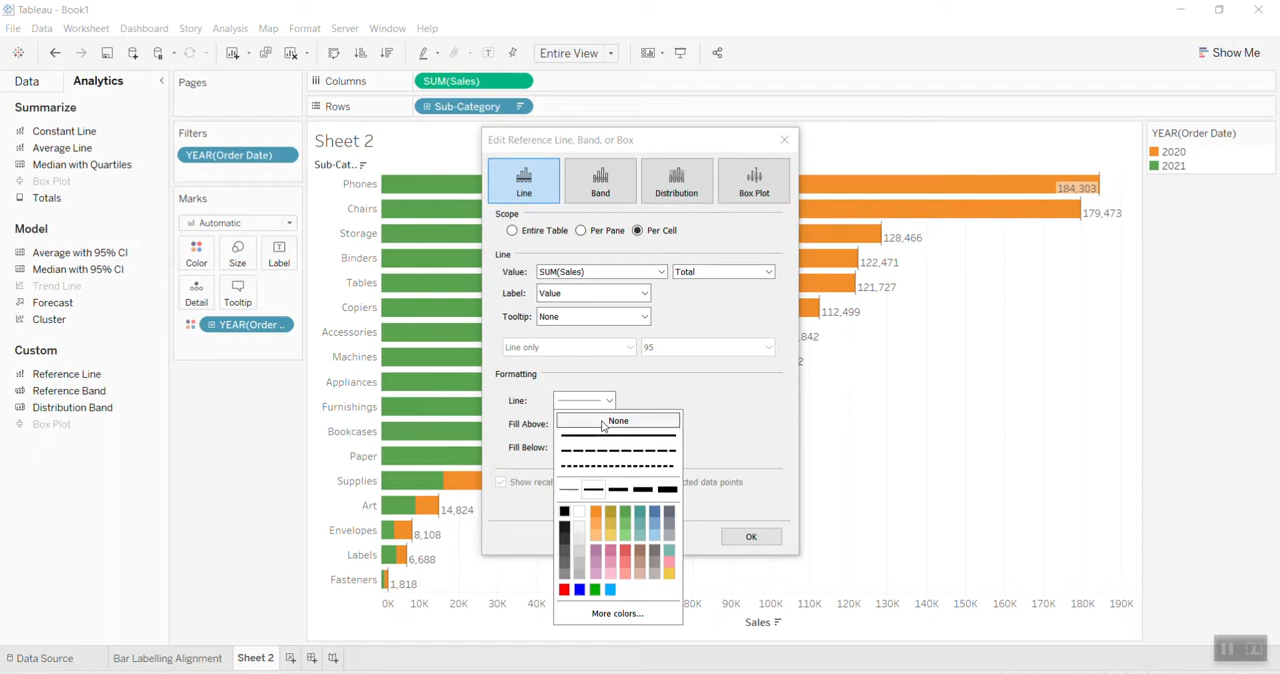 Tableau - Book1
File Data Worksheet Dashboard Story Analysis Map Format Server Window Help
Entire View
Show Me
Data Analytics
Summarize
Constant Line
Average Line
Median with Quartiles
Box Plot
Totals
Model
Average with 95% CI
Median with 95% CI
Trend Line
Forecast
Cluster
Custom
Reference Line
Reference Band
Distribution Band
Box Plot
Pages
Filters
YEAR(Order Date)
Marks
Automatic
Color Size Label
Detail Tooltip
YEAR(Order ..
Columns SUM(Sales)
Rows Sub-Category
Sheet 2
Sub-Cat..
Phones 184,303
Chairs 179,473
Storage 128,466
Binders 122,471
Tables 121,727
Copiers 112,499
Accessories 842
Machines
Appliances
Furnishings
Bookcases
Paper
Supplies
Art 14,824
Envelopes 8,108
Labels 6,688
Fasteners 1,818
0K 10K 20K 30K 40K 80K 90K 100K 110K 120K 130K 140K 150K 160K 170K 180K 190K
Sales
Edit Reference Line, Band, or Box
Line Band Distribution Box Plot
Scope
Entire Table Per Pane Per Cell
Line
Value: SUM(Sales) Total
Label: Value
Tooltip: None
Line only 95
Formatting
Line:
Fill Above:
Fill Below:
None
More colors...
data points
OK
YEAR(Order Date)
2020
2021
Data Source Bar Labelling Alignment Sheet 2